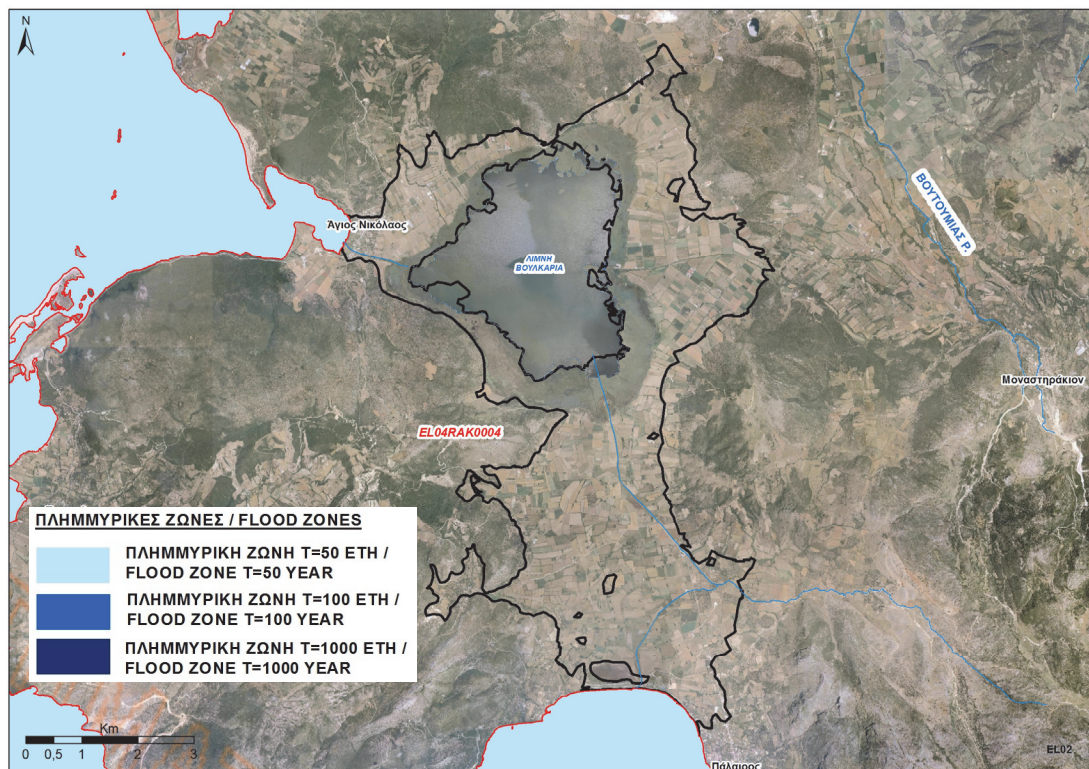 N
Άγιος Νικόλαος
ΛΙΜΝΗ
ΒΟΥΛΚΑΡΙΑ
ΒΟΥΤΟΥΜΙΑΣ Ρ.
Μοναστηράκιον
EL04RAK0004
ΠΛΗΜΜΥΡΙΚΕΣ ΖΩΝΕΣ / FLOOD ZONES
ΠΛΗΜΜΥΡΙΚΗ ΖΩΝΗ T=50 ΕΤΗ /
FLOOD ZONE T=50 YEAR
ΠΛΗΜΜΥΡΙΚΗ ΖΩΝΗ T=100 ΕΤΗ /
FLOOD ZONE T=100 YEAR
ΠΛΗΜΜΥΡΙΚΗ ΖΩΝΗ T=1000 ΕΤΗ /
FLOOD ZONE T=1000 YEAR
Km
0 0,5 1 2 3
EL02
Πάλαιρος